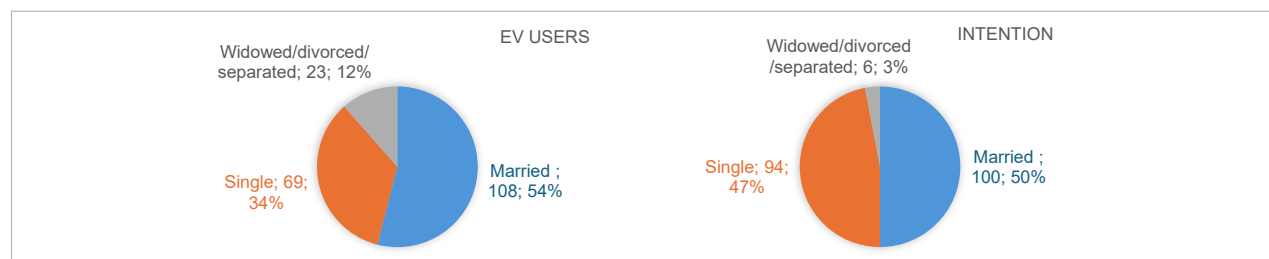 EV USERS
Widowed/divorced/
separated; 23; 12%
Single; 69;
34%
Married ;
108; 54%
INTENTION
Widowed/divorced
/separated; 6; 3%
Single; 94;
47%
Married ;
100; 50%